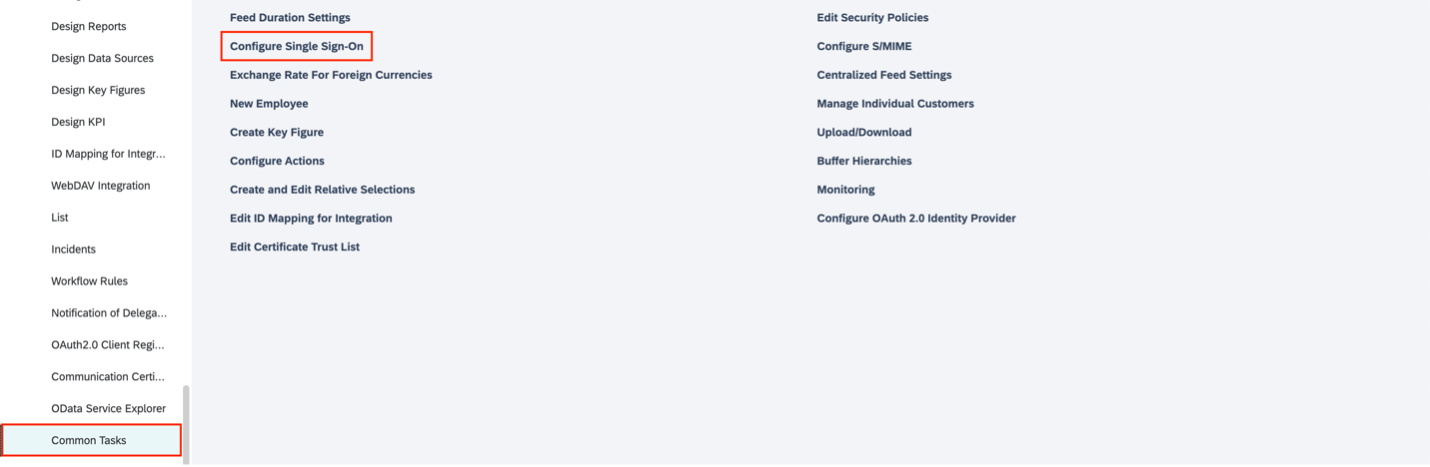 Design Reports
Design Data Sources
Design Key Figures
Design KPI
ID Mapping for Integr...
WebDAV Integration
List
Incidents
Workflow Rules
Notification of Delega...
OAuth2.0 Client Regi...
Communication Certi...
OData Service Explorer
Common Tasks
Feed Duration Settings
Configure Single Sign-On
Exchange Rate For Foreign Currencies
New Employee
Create Key Figure
Configure Actions
Create and Edit Relative Selections
Edit ID Mapping for Integration
Edit Certificate Trust List
Edit Security Policies
Configure S/MIME
Centralized Feed Settings
Manage Individual Customers
Upload/Download
Buffer Hierarchies
Monitoring
Configure OAuth 2.0 Identity Provider